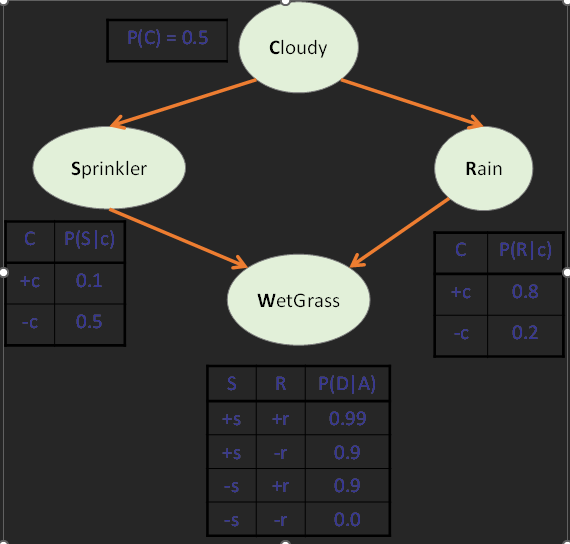 P(C) = 0.5
Cloudy
Sprinkler
Rain
C P(S|c)
+c 0.1
-c 0.5
C P(R|c)
+c 0.8
-c 0.2
WetGrass
S R P(D|A)
+s +r 0.99
+s -r 0.9
-s +r 0.9
-s -r 0.0